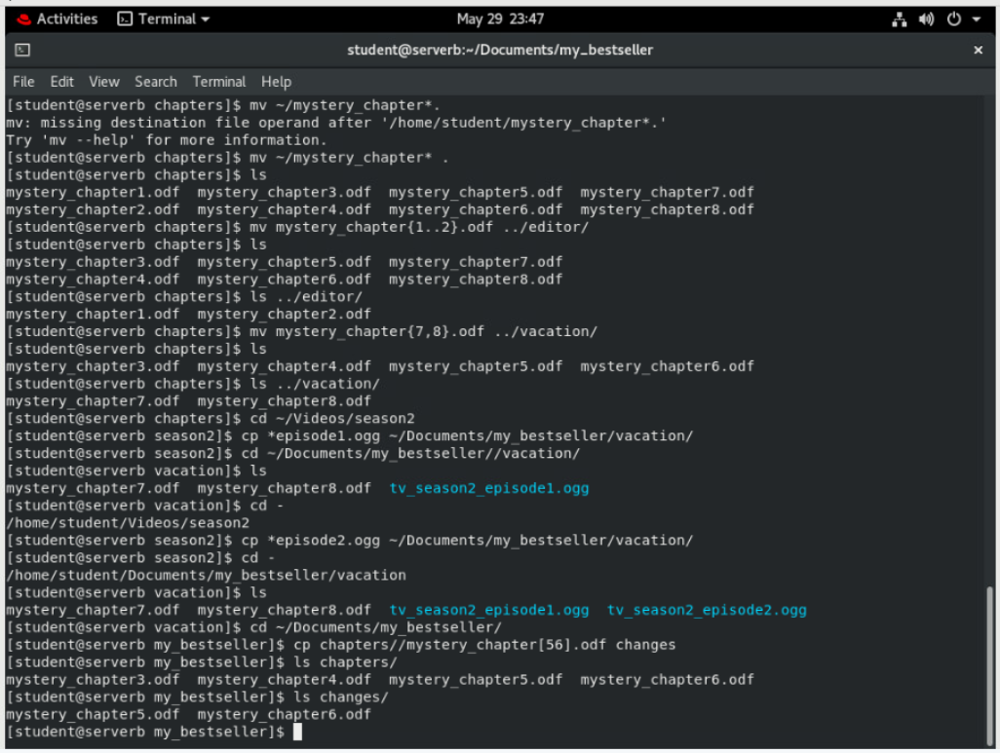 Activities Terminal May 29 23:47
student@serverb:~/Documents/my_bestseller ×
File Edit View Search Terminal Help
[student@serverb chapters]$ mv ~/mystery_chapter*.
mv: missing destination file operand after '/home/student/mystery_chapter*.'
Try 'mv --help' for more information.
[student@serverb chapters]$ mv ~/mystery_chapter* .
[student@serverb chapters]$ ls
mystery_chapter1.odf  mystery_chapter3.odf  mystery_chapter5.odf  mystery_chapter7.odf
mystery_chapter2.odf  mystery_chapter4.odf  mystery_chapter6.odf  mystery_chapter8.odf
[student@serverb chapters]$ mv mystery_chapter{1..2}.odf ../editor/
[student@serverb chapters]$ ls
mystery_chapter3.odf  mystery_chapter5.odf  mystery_chapter7.odf
mystery_chapter4.odf  mystery_chapter6.odf  mystery_chapter8.odf
[student@serverb chapters]$ ls ../editor/
mystery_chapter1.odf  mystery_chapter2.odf
[student@serverb chapters]$ mv mystery_chapter{7,8}.odf ../vacation/
[student@serverb chapters]$ ls
mystery_chapter3.odf  mystery_chapter4.odf  mystery_chapter5.odf  mystery_chapter6.odf
[student@serverb chapters]$ ls ../vacation/
mystery_chapter7.odf  mystery_chapter8.odf
[student@serverb chapters]$ cd ~/Videos/season2
[student@serverb season2]$ cp *episode1.ogg ~/Documents/my_bestseller/vacation/
[student@serverb season2]$ cd ~/Documents/my_bestseller//vacation/
[student@serverb vacation]$ ls
mystery_chapter7.odf  mystery_chapter8.odf  tv_season2_episode1.ogg
[student@serverb vacation]$ cd -
/home/student/Videos/season2
[student@serverb season2]$ cp *episode2.ogg ~/Documents/my_bestseller/vacation/
[student@serverb season2]$ cd -
/home/student/Documents/my_bestseller/vacation
[student@serverb vacation]$ ls
mystery_chapter7.odf  mystery_chapter8.odf  tv_season2_episode1.ogg  tv_season2_episode2.ogg
[student@serverb vacation]$ cd ~/Documents/my_bestseller/
[student@serverb my_bestseller]$ cp chapters//mystery_chapter[56].odf changes
[student@serverb my_bestseller]$ ls chapters/
mystery_chapter3.odf  mystery_chapter4.odf  mystery_chapter5.odf  mystery_chapter6.odf
[student@serverb my_bestseller]$ ls changes/
mystery_chapter5.odf  mystery_chapter6.odf
[student@serverb my_bestseller]$